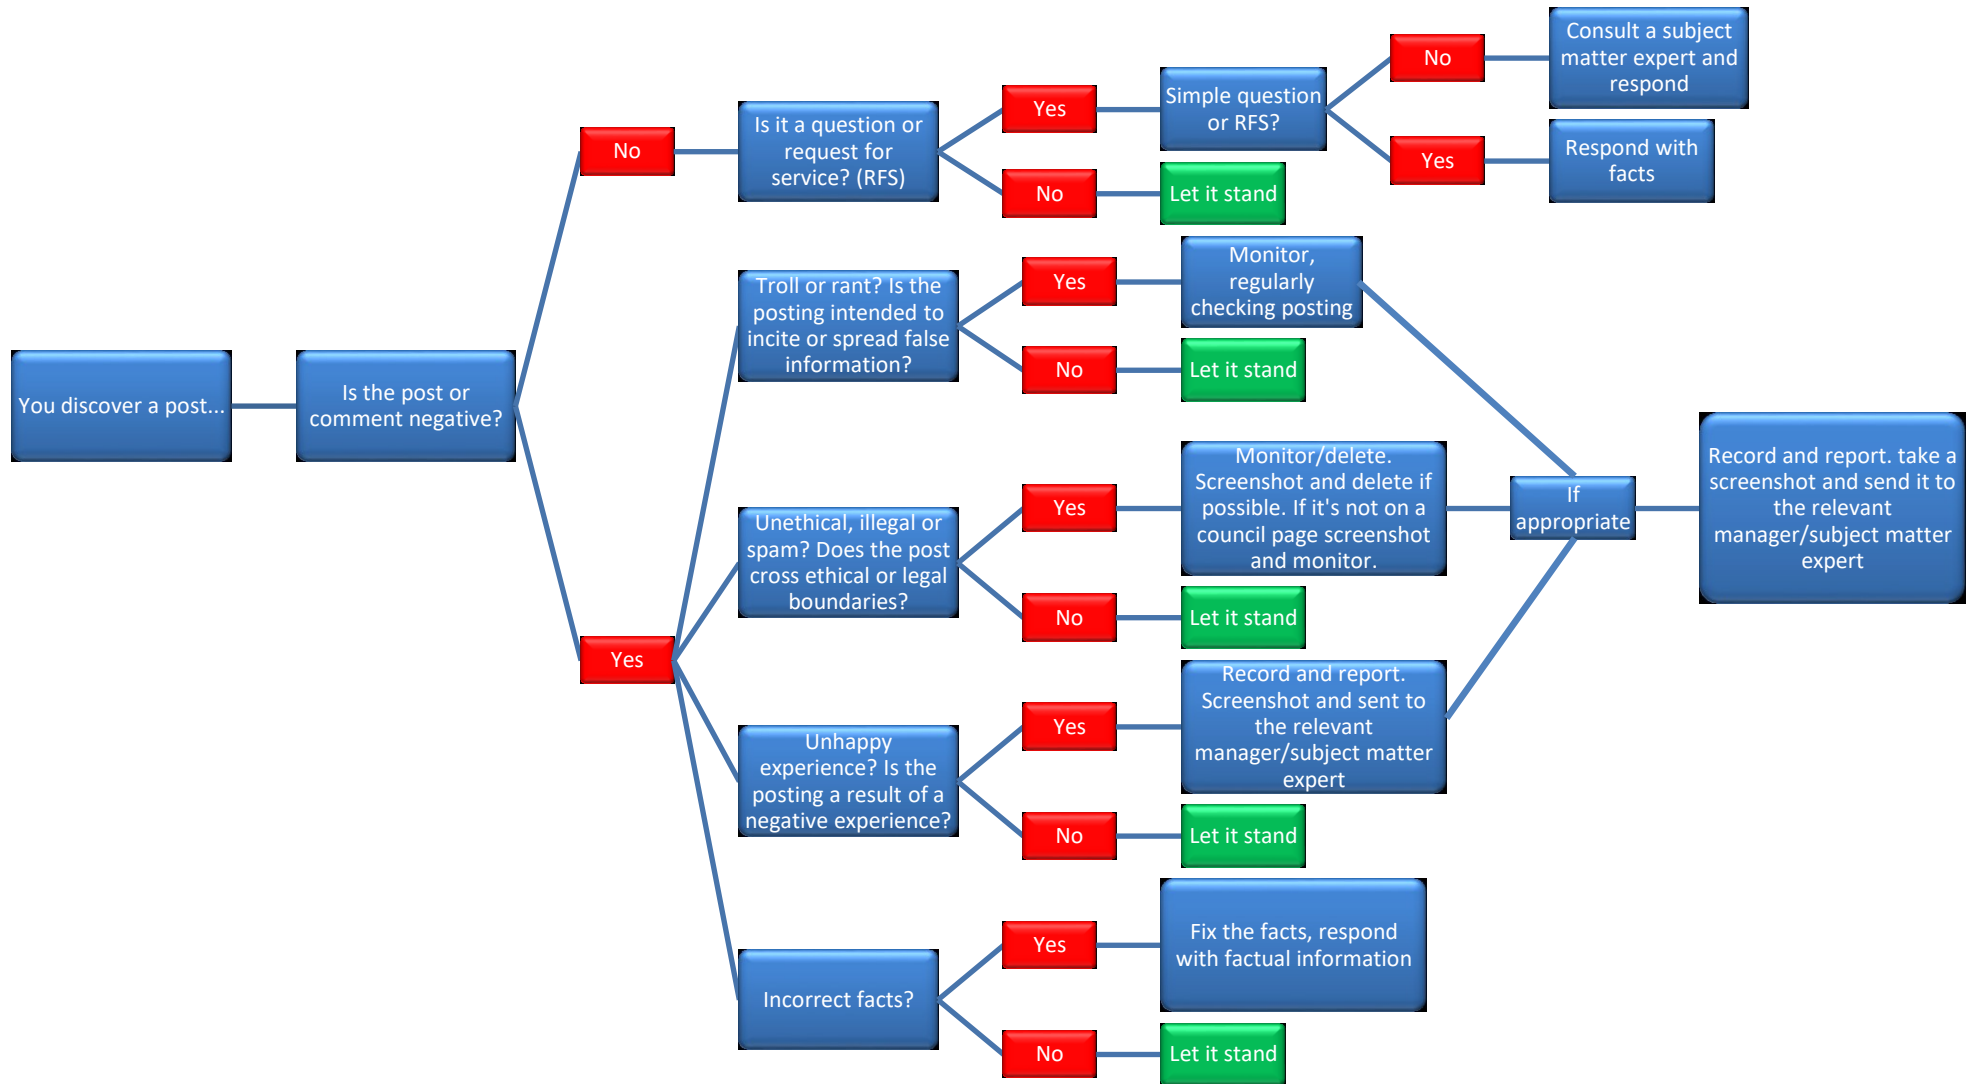 You discover a post...
Is the post or
comment negative?
No
Is it a question or
request for
service? (RFS)
Yes
Simple question
or RFS?
No
Consult a subject
matter expert and
respond
Yes
Respond with
facts
No
Let it stand
Yes
Troll or rant? Is the
posting intended to
incite or spread false
information?
Yes
Monitor,
regularly
checking posting
No
Let it stand
Unethical, illegal or
spam? Does the post
cross ethical or legal
boundaries?
Yes
Monitor/delete.
Screenshot and delete if
possible. If it's not on a
council page screenshot
and monitor.
No
Let it stand
Unhappy
experience? Is the
posting a result of a
negative experience?
Yes
Record and report.
Screenshot and sent to
the relevant
manager/subject matter
expert
No
Let it stand
If
appropriate
Record and report. take a
screenshot and send it to
the relevant
manager/subject matter
expert
Incorrect facts?
Yes
Fix the facts, respond
with factual information
No
Let it stand